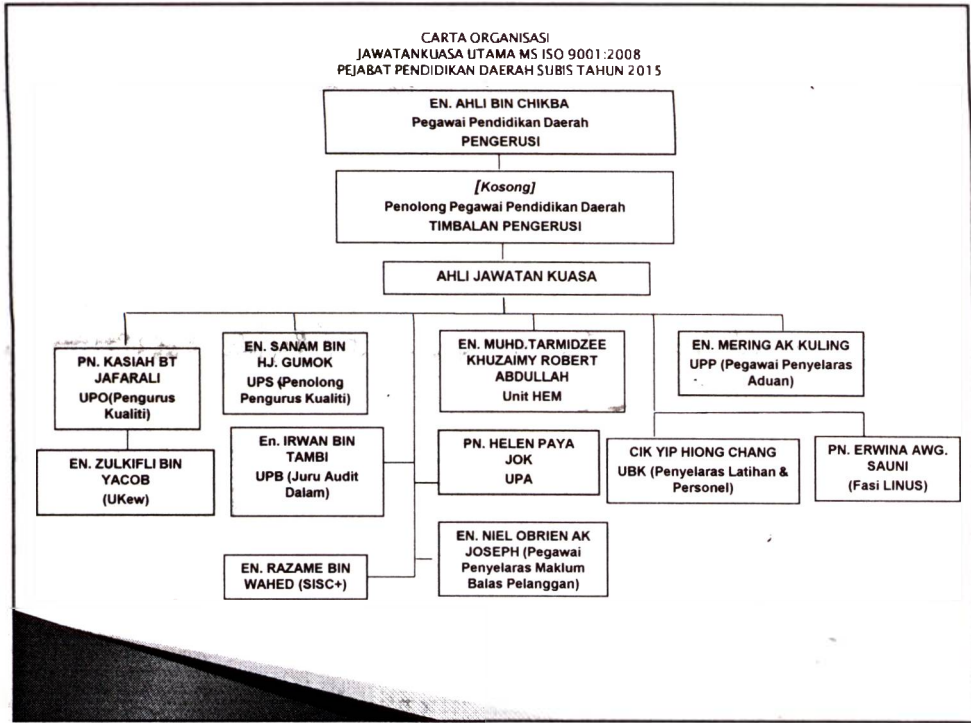 CARTA ORGANISASI
JAWATANKUASA UTAMA MS ISO 9001:2008
PEJABAT PENDIDIKAN DAERAH SUBIS TAHUN 2015
EN. AHLI BIN CHIKBA
Pegawai Pendidikan Daerah
PENGERUSI
[Kosong]
Penolong Pegawai Pendidikan Daerah
TIMBALAN PENGERUSI
AHLI JAWATAN KUASA
PN. KASIAH BT
JAFARALI
UPO(Pengurus
Kualiti)
EN. SANAM BIN
HJ. GUMOK
UPS (Penolong
Pengurus Kualiti)
EN. MUHD.TARMIDZEE
KHUZAIMY ROBERT
ABDULLAH
Unit HEM
EN. MERING AK KULING
UPP (Pegawai Penyelaras
Aduan)
EN. ZULKIFLI BIN
YACOB
(UKew)
En. IRWAN BIN
TAMBI
UPB (Juru Audit
Dalam)
PN. HELEN PAYA
JOK
UPA
CIK YIP HIONG CHANG
UBK (Penyelaras Latihan &
Personel)
PN. ERWINA AWG.
SAUNI
(Fasi LINUS)
EN. RAZAME BIN
WAHED (SISC+)
EN. NIEL OBRIEN AK
JOSEPH (Pegawai
Penyelaras Maklum
Balas Pelanggan)